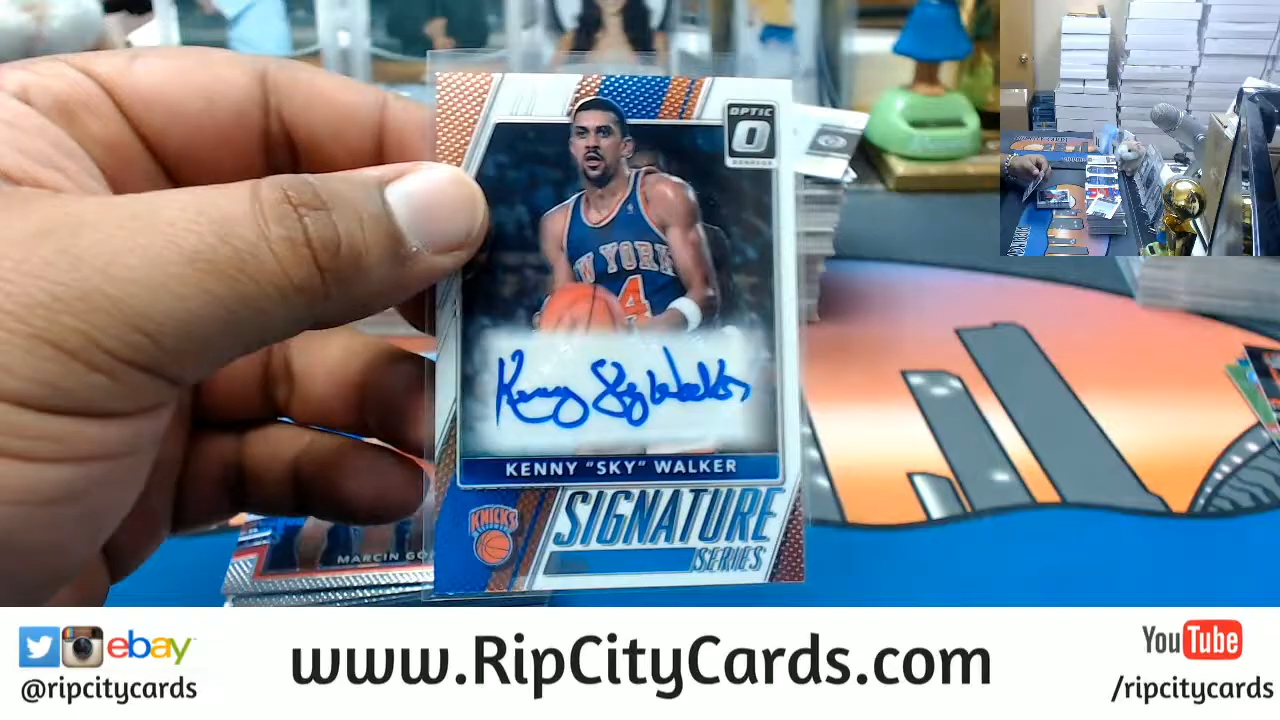 OPTIC
DONRUSS
NEW YORK
4
Kenny Sky Walker
KENNY "SKY" WALKER
KNICKS
SIGNATURE
SERIES
MARCIN GO
ebay
@ripcitycards
www.RipCityCards.com
YouTube
/ripcitycards